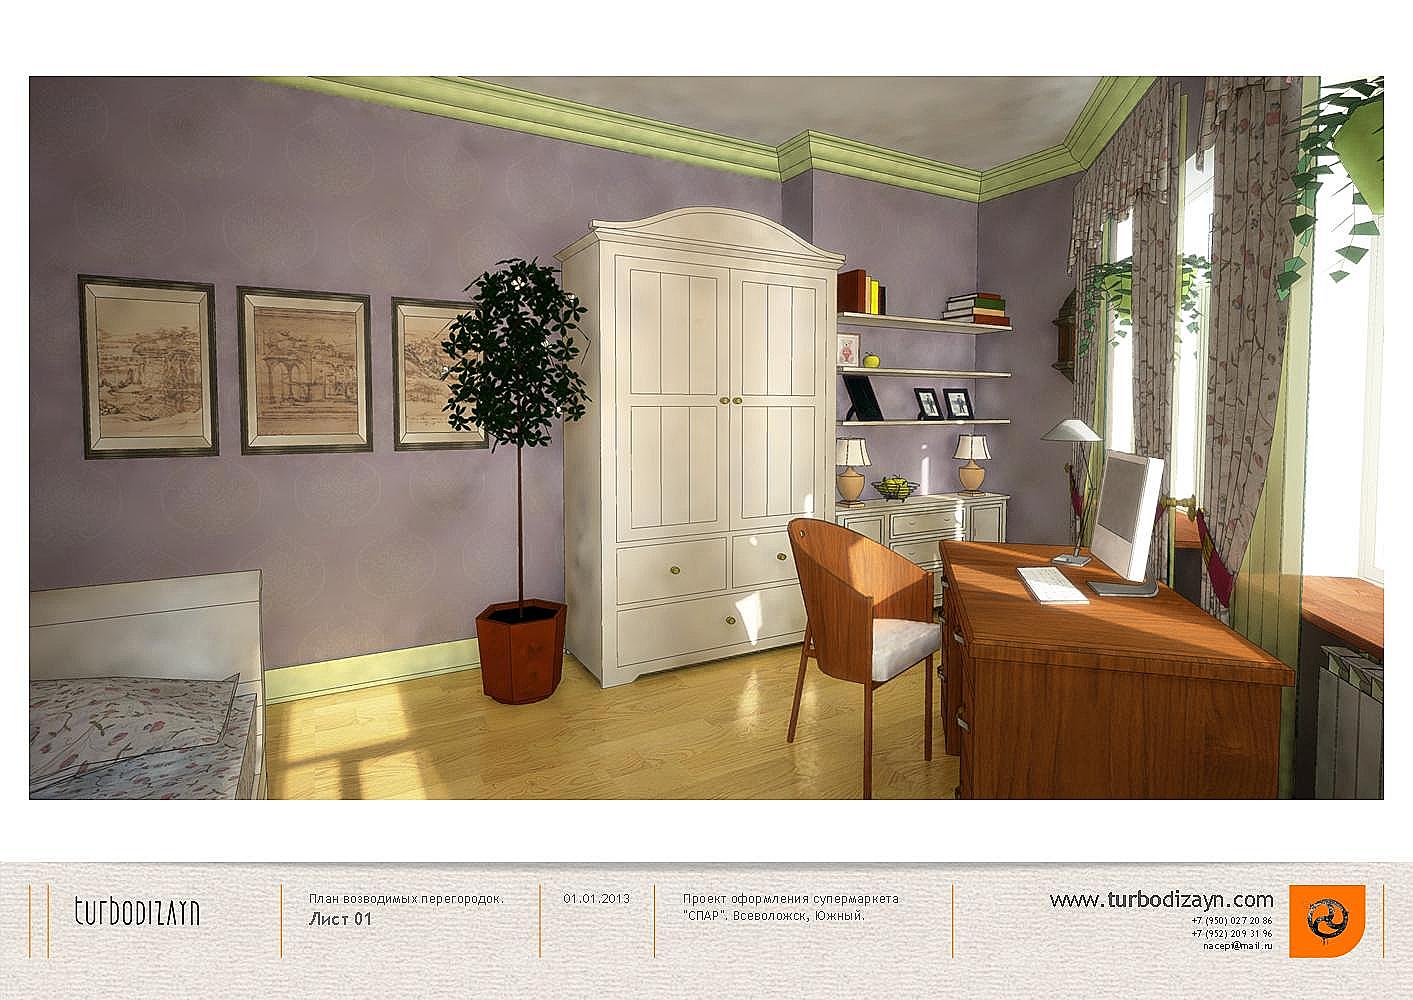 turbodizayn
План возводимых перегородок.
Лист 01
01.01.2013
Проект оформления супермаркета
"СПАР". Всеволожск, Южный.
www.turbodizayn.com
+7 (950) 027 20 86
+7 (952) 209 31 96
nacepi@mail.ru